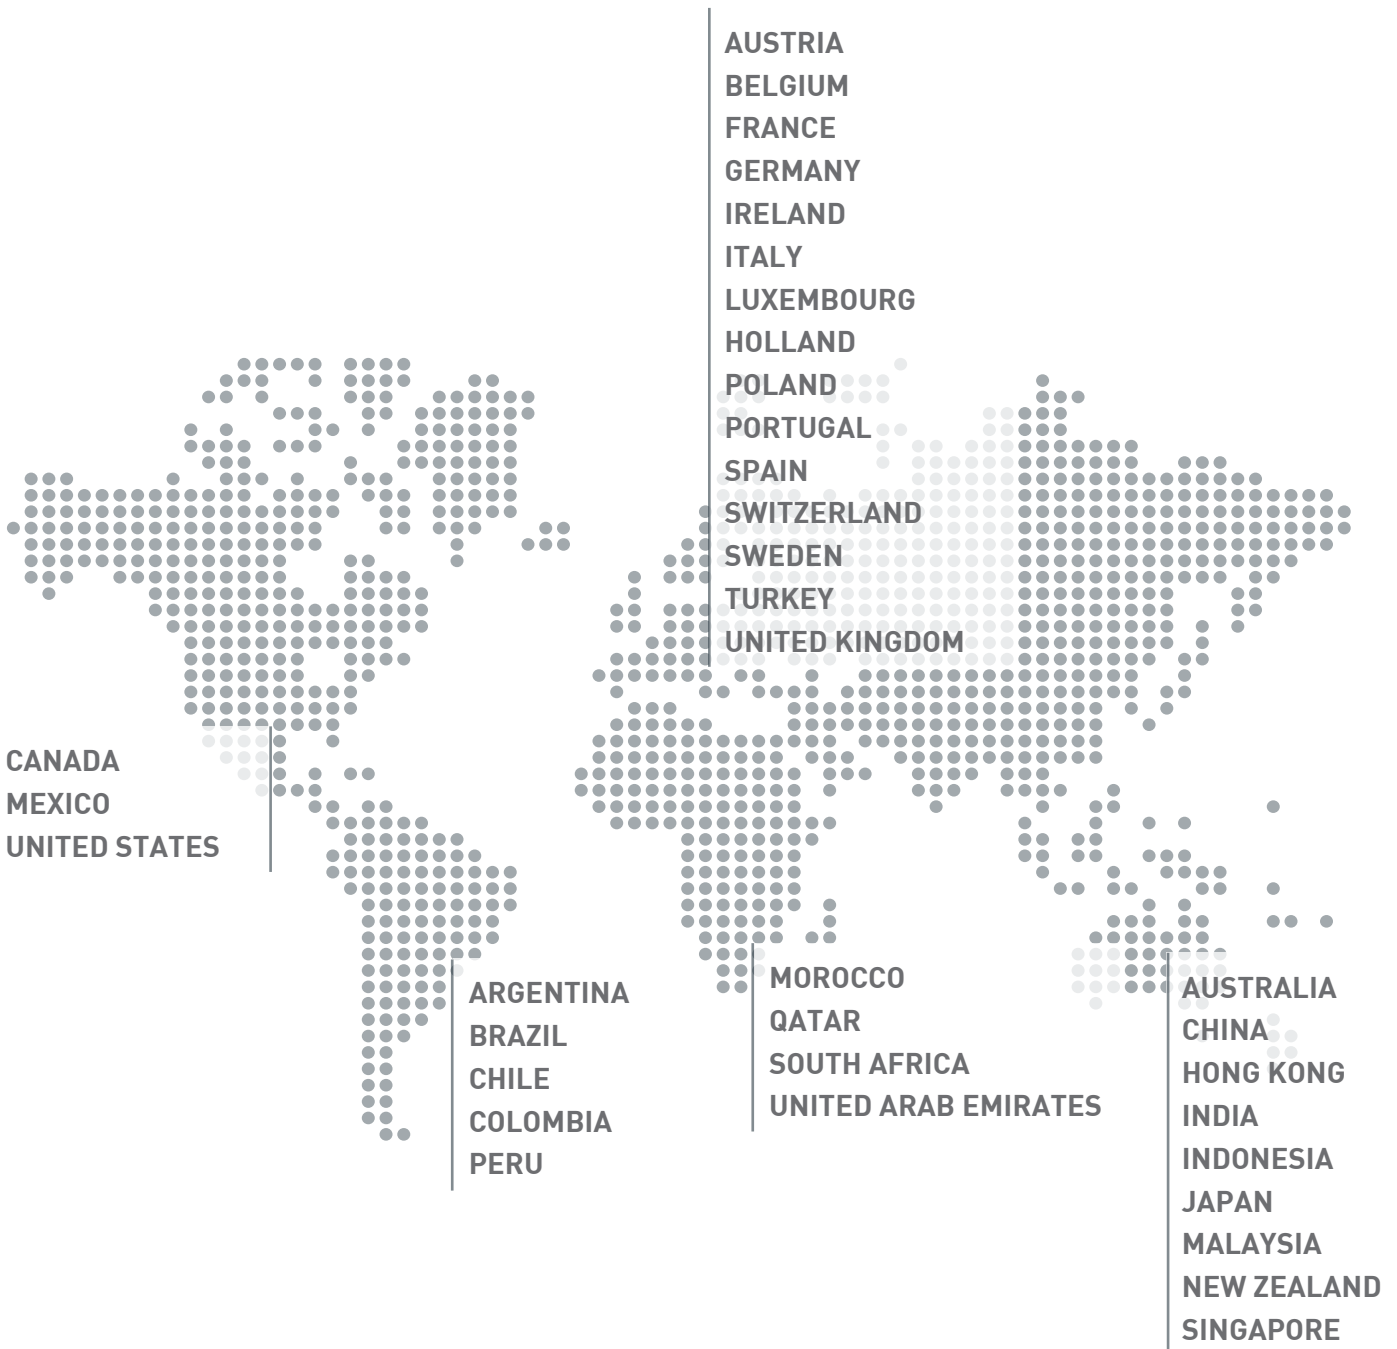 AUSTRIA
BELGIUM
FRANCE
GERMANY
IRELAND
ITALY
LUXEMBOURG
HOLLAND
POLAND
PORTUGAL
SPAIN
SWITZERLAND
SWEDEN
TURKEY
UNITED KINGDOM
CANADA
MEXICO
UNITED STATES
ARGENTINA
BRAZIL
CHILE
COLOMBIA
PERU
MOROCCO
QATAR
SOUTH AFRICA
UNITED ARAB EMIRATES
AUSTRALIA
CHINA
HONG KONG
INDIA
INDONESIA
JAPAN
MALAYSIA
NEW ZEALAND
SINGAPORE